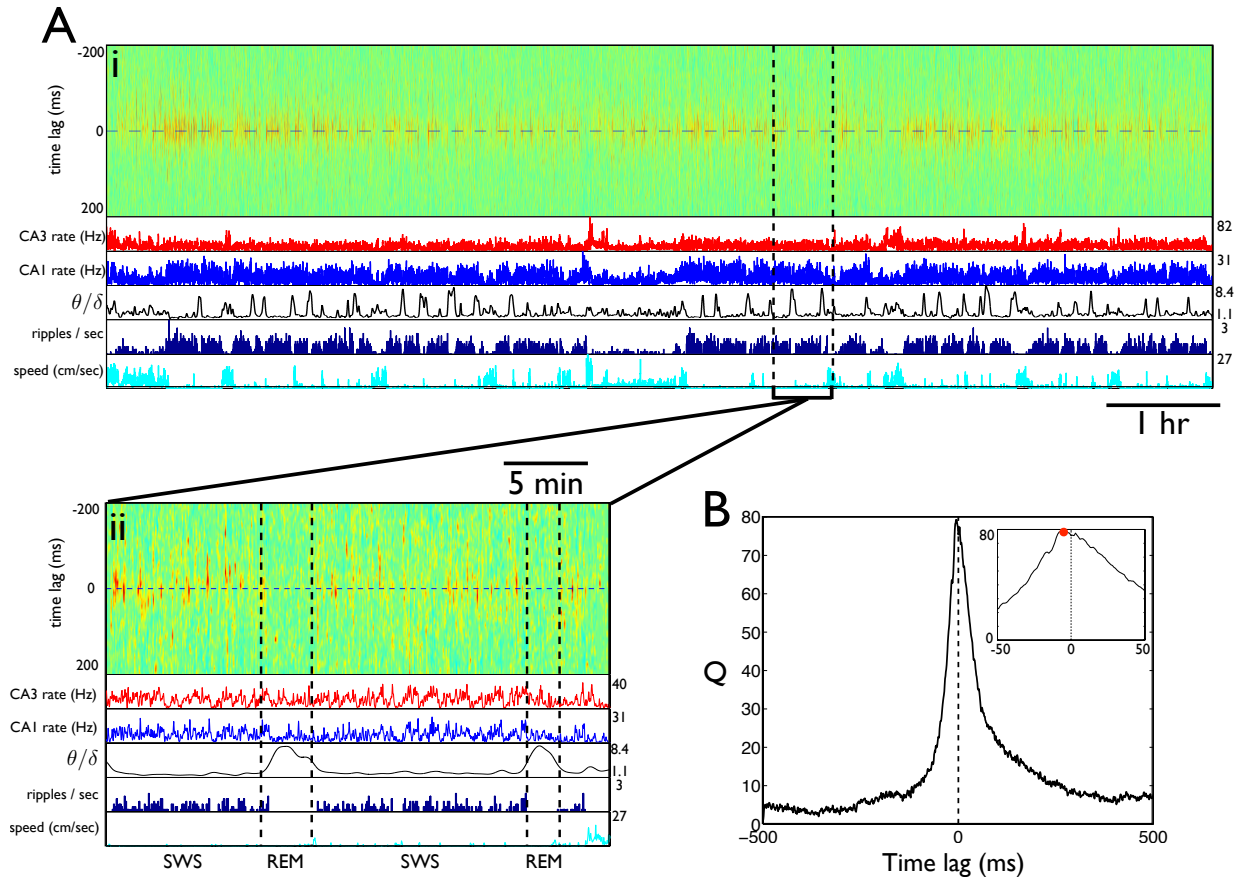 A
i
-200
0
200
time lag (ms)
CA3 rate (Hz)
82
CA1 rate (Hz)
31
θ/δ
8.4
1.1
ripples / sec
3
speed (cm/sec)
27
1 hr
5 min
ii
-200
0
200
time lag (ms)
CA3 rate (Hz)
40
CA1 rate (Hz)
31
θ/δ
8.4
1.1
ripples / sec
3
speed (cm/sec)
27
SWS REM SWS REM
B
80
70
60
50
40
30
20
10
0
Q
−500 0 500
Time lag (ms)
80
0
-50 0 50